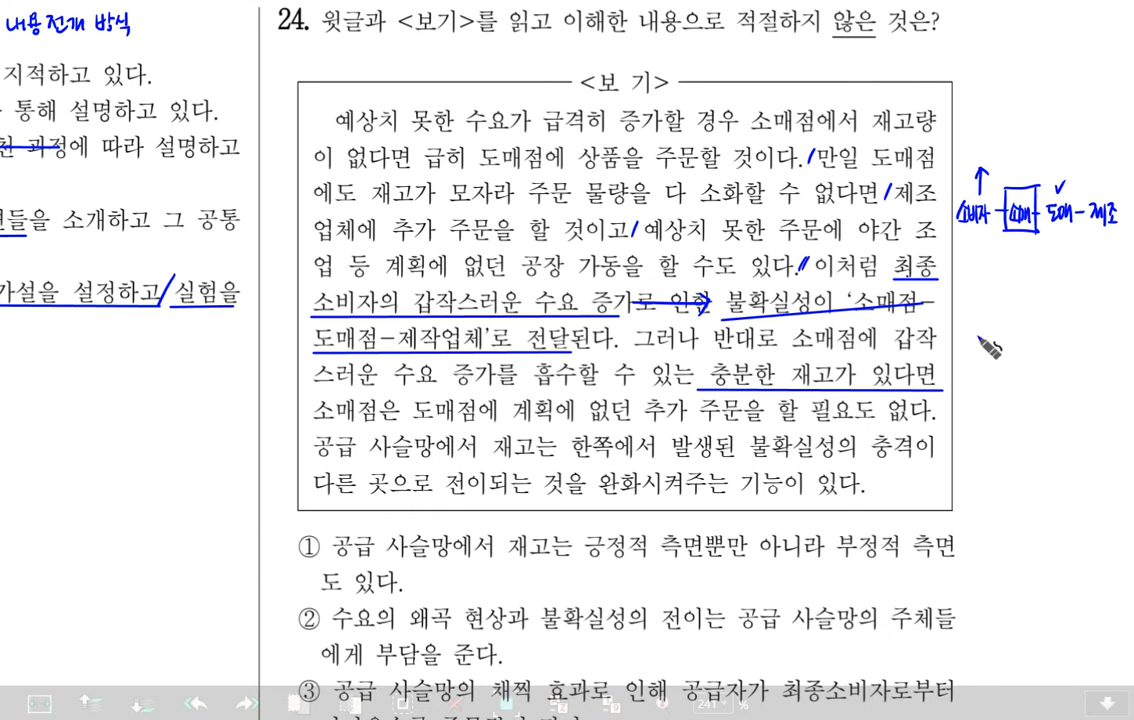 내용전개 방식
지적하고 있다.
통해 설명하고 있다.
천 과정에 따라 설명하고
들을 소개하고 그 공통
가설을 설정하고 실험을
24. 윗글과 <보기>를 읽고 이해한 내용으로 적절하지 않은 것은?
<보 기>
예상치 못한 수요가 급격히 증가할 경우 소매점에서 재고량
이 없다면 급히 도매점에 상품을 주문할 것이다. 만일 도매점
에도 재고가 모자라 주문 물량을 다 소화할 수 없다면 제조
업체에 추가 주문을 할 것이고 예상치 못한 주문에 야간 조
업 등 계획에 없던 공장 가동을 할 수도 있다. 이처럼 최종
소비자의 갑작스러운 수요 증가로 인한 불확실성이 '소매점-
도매점-제작업체'로 전달된다. 그러나 반대로 소매점에 갑작
스러운 수요 증가를 흡수할 수 있는 충분한 재고가 있다면
소매점은 도매점에 계획에 없던 추가 주문을 할 필요도 없다.
공급 사슬망에서 재고는 한쪽에서 발생된 불확실성의 충격이
다른 곳으로 전이되는 것을 완화시켜주는 기능이 있다.
소비자-소매-도매-제조
① 공급 사슬망에서 재고는 긍정적 측면뿐만 아니라 부정적 측면
도 있다.
② 수요의 왜곡 현상과 불확실성의 전이는 공급 사슬망의 주체들
에게 부담을 준다.
③ 공급 사슬망의 채찍 효과로 인해 공급자가 최종소비자로부터
241 %